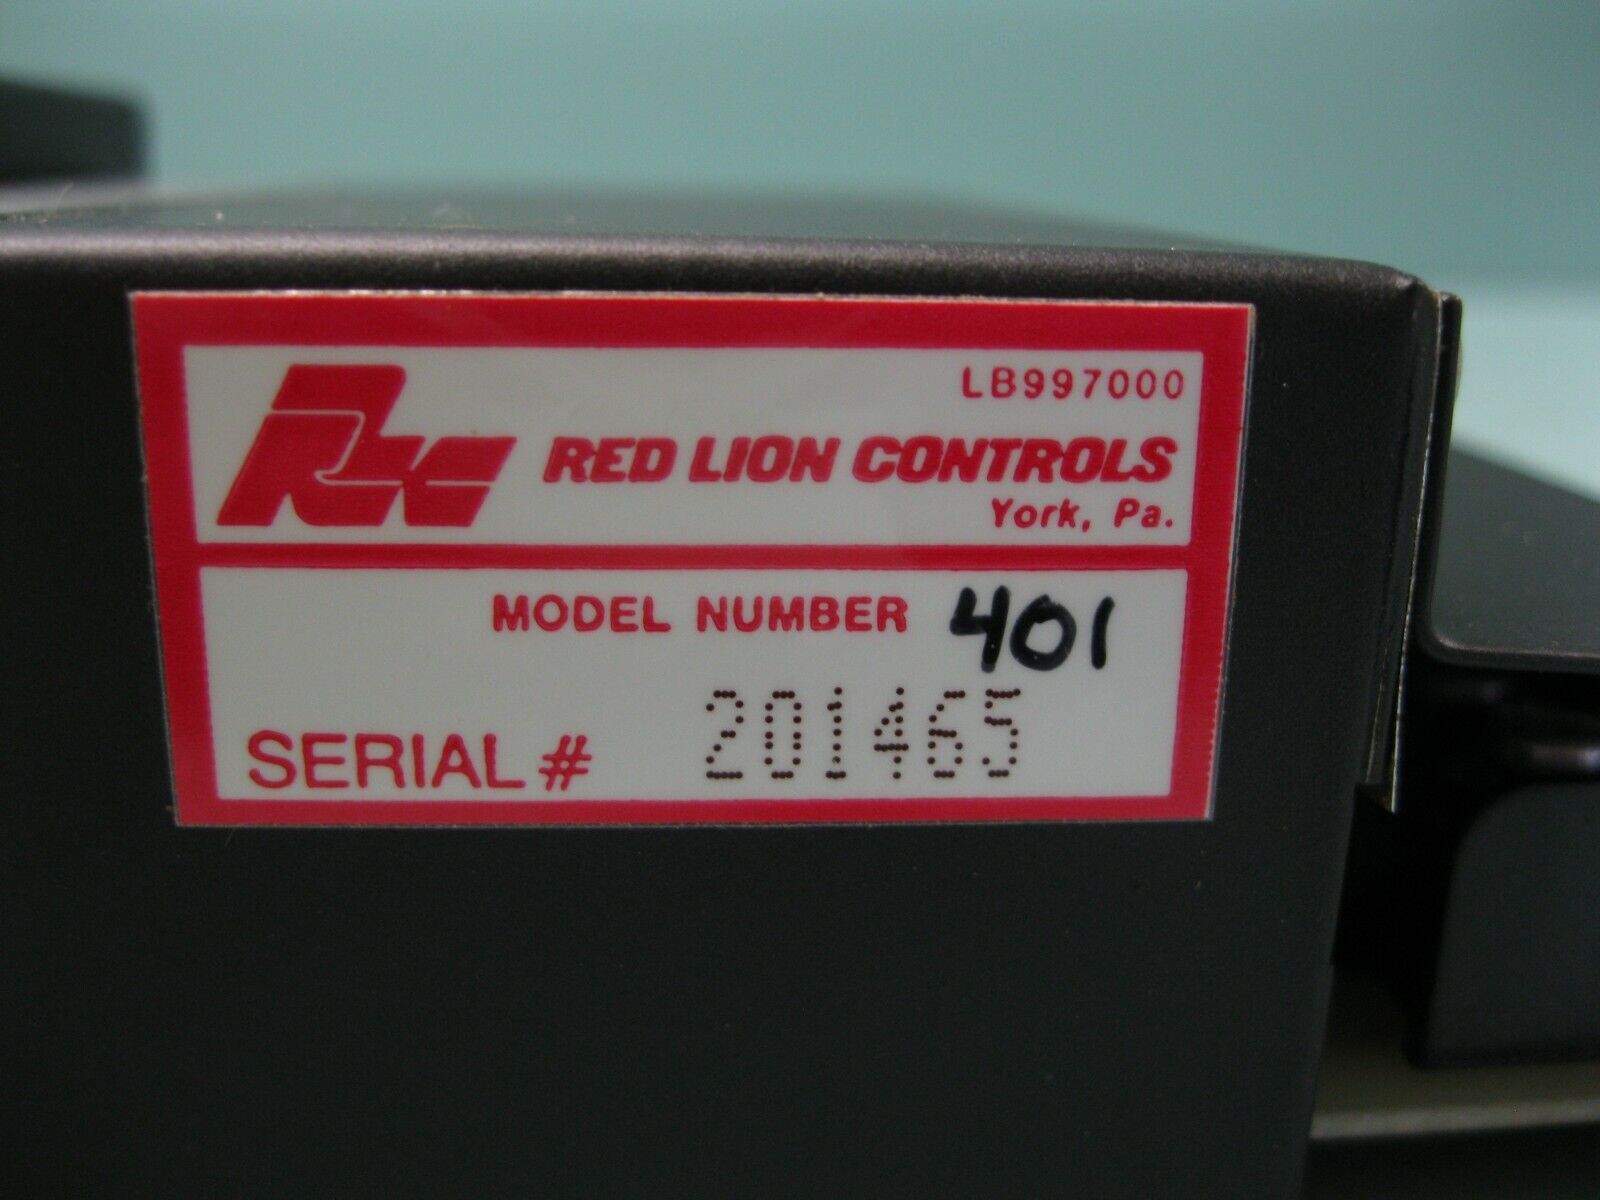 LB997000
RLC RED LION CONTROLS
York, Pa.
MODEL NUMBER 401
SERIAL # 201465